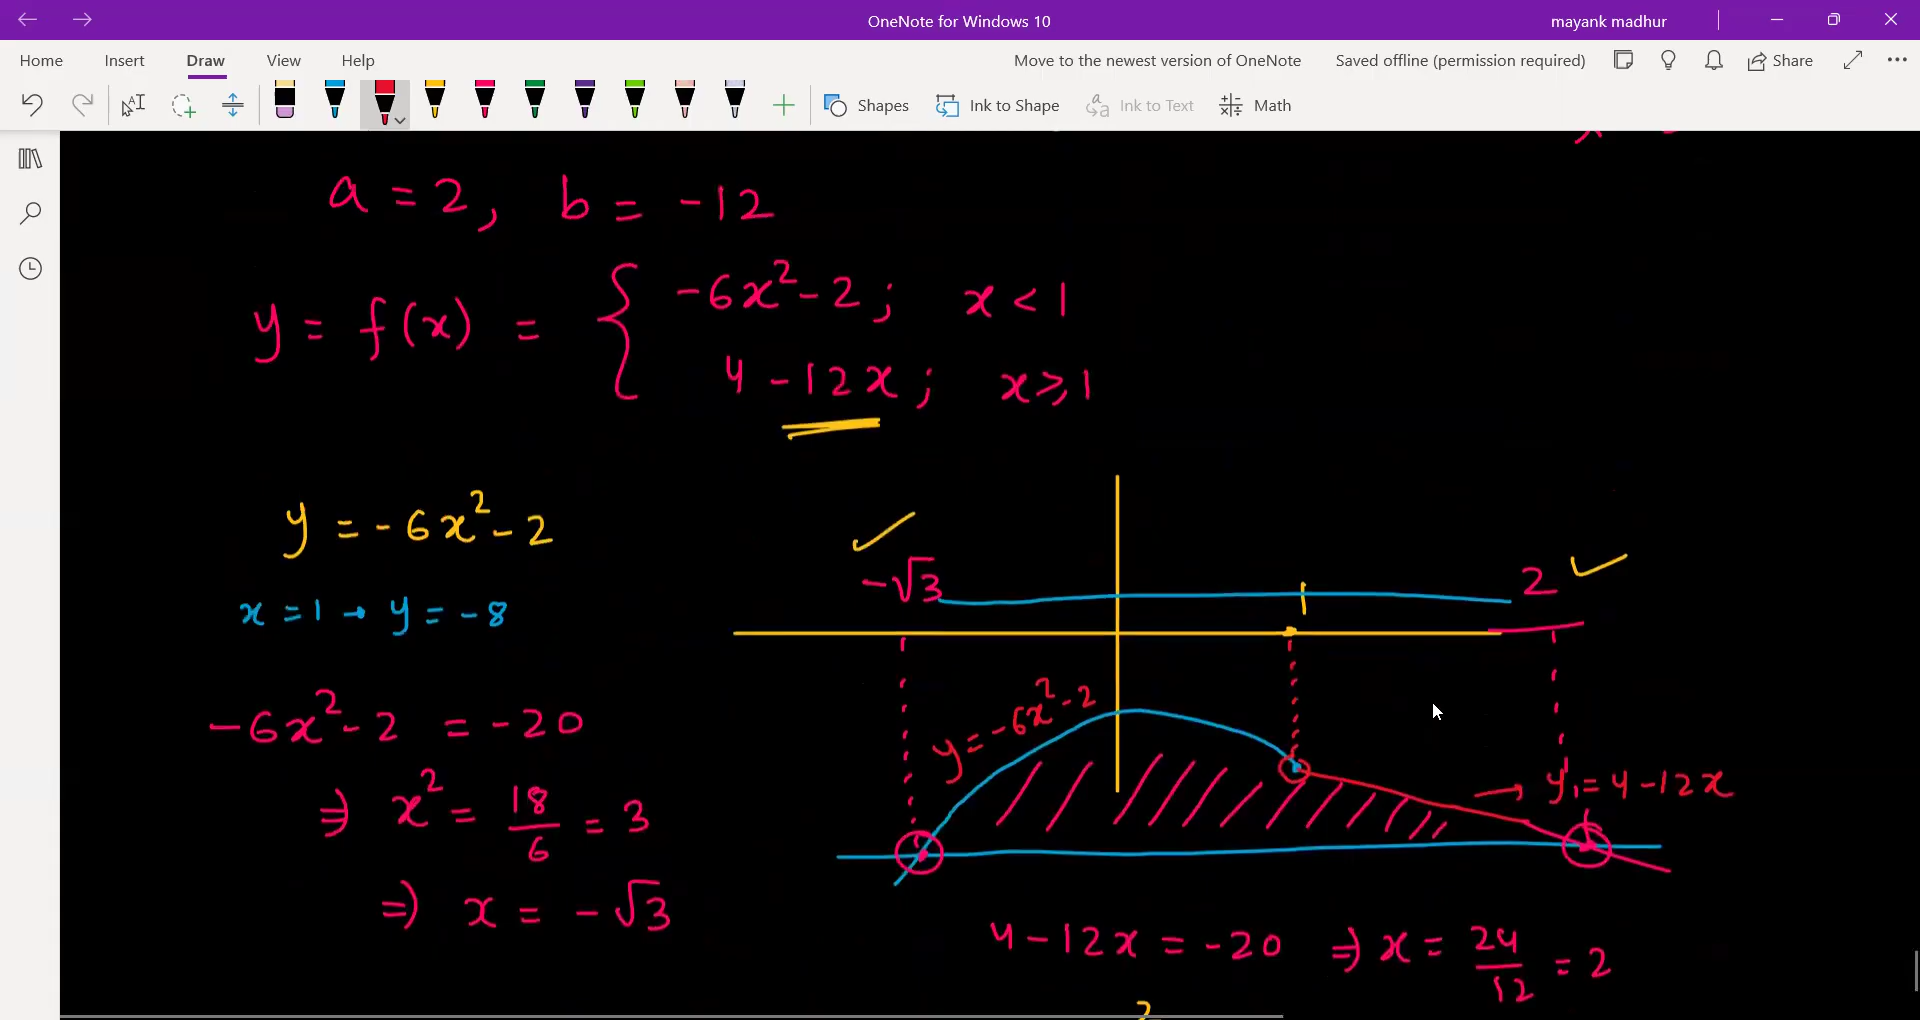 OneNote for Windows 10
mayank madhur
Home Insert Draw View Help
Move to the newest version of OneNote
Saved offline (permission required)
Share
Shapes Ink to Shape Ink to Text Math
a = 2, b = -12
y = f(x) = { -6x² - 2 ; x < 1
4 - 12x ; x ≥ 1
y = -6x² - 2
x = 1 → y = -8
-6x² - 2 = -20
⇒ x² = 18/6 = 3
⇒ x = -√3
-√3
1
2
y = -6x² - 2
→ y₁ = 4 - 12x
4 - 12x = -20 ⇒ x = 24/12 = 2